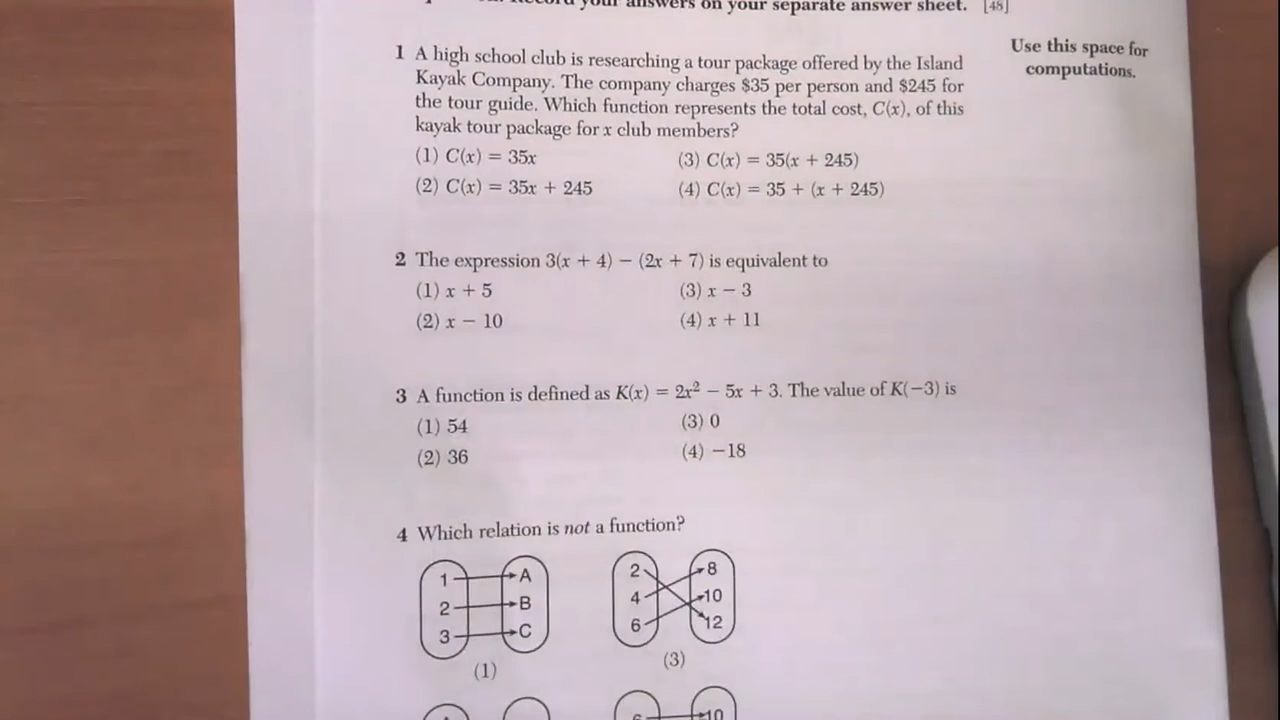 your answers on your separate answer sheet. [48]
Use this space for
computations.
1 A high school club is researching a tour package offered by the Island
Kayak Company. The company charges $35 per person and $245 for
the tour guide. Which function represents the total cost, C(x), of this
kayak tour package for x club members?
(1) C(x) = 35x (3) C(x) = 35(x + 245)
(2) C(x) = 35x + 245 (4) C(x) = 35 + (x + 245)
2 The expression 3(x + 4) − (2x + 7) is equivalent to
(1) x + 5 (3) x − 3
(2) x − 10 (4) x + 11
3 A function is defined as K(x) = 2x² − 5x + 3. The value of K(−3) is
(1) 54 (3) 0
(2) 36 (4) −18
4 Which relation is not a function?
1 A 2 8
2 B 4 10
3 C 6 12
(1) (3)
10